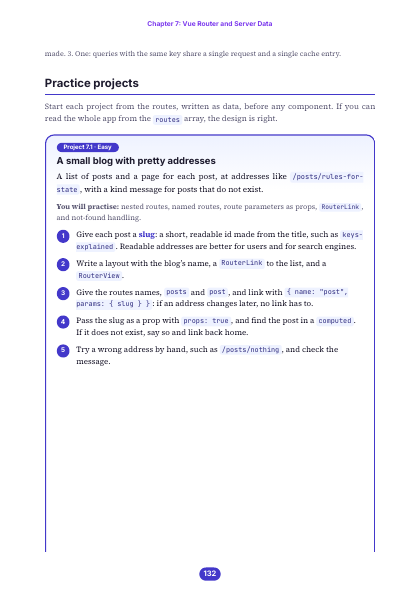 Chapter 7: Vue Router and Server Data
made. 3. One: queries with the same key share a single request and a single cache entry.
Practice projects
Start each project from the routes, written as data, before any component. If you can
read the whole app from the routes array, the design is right.
Project 7.1 · Easy
A small blog with pretty addresses
A list of posts and a page for each post, at addresses like /posts/rules-for-
state, with a kind message for posts that do not exist.
You will practise: nested routes, named routes, route parameters as props, RouterLink,
and not-found handling.
1 Give each post a slug: a short, readable id made from the title, such as keys-
explained. Readable addresses are better for users and for search engines.
2 Write a layout with the blog's name, a RouterLink to the list, and a
RouterView.
3 Give the routes names, posts and post, and link with { name: "post",
params: { slug } }: if an address changes later, no link has to.
4 Pass the slug as a prop with props: true, and find the post in a computed.
If it does not exist, say so and link back home.
5 Try a wrong address by hand, such as /posts/nothing, and check the
message.
132